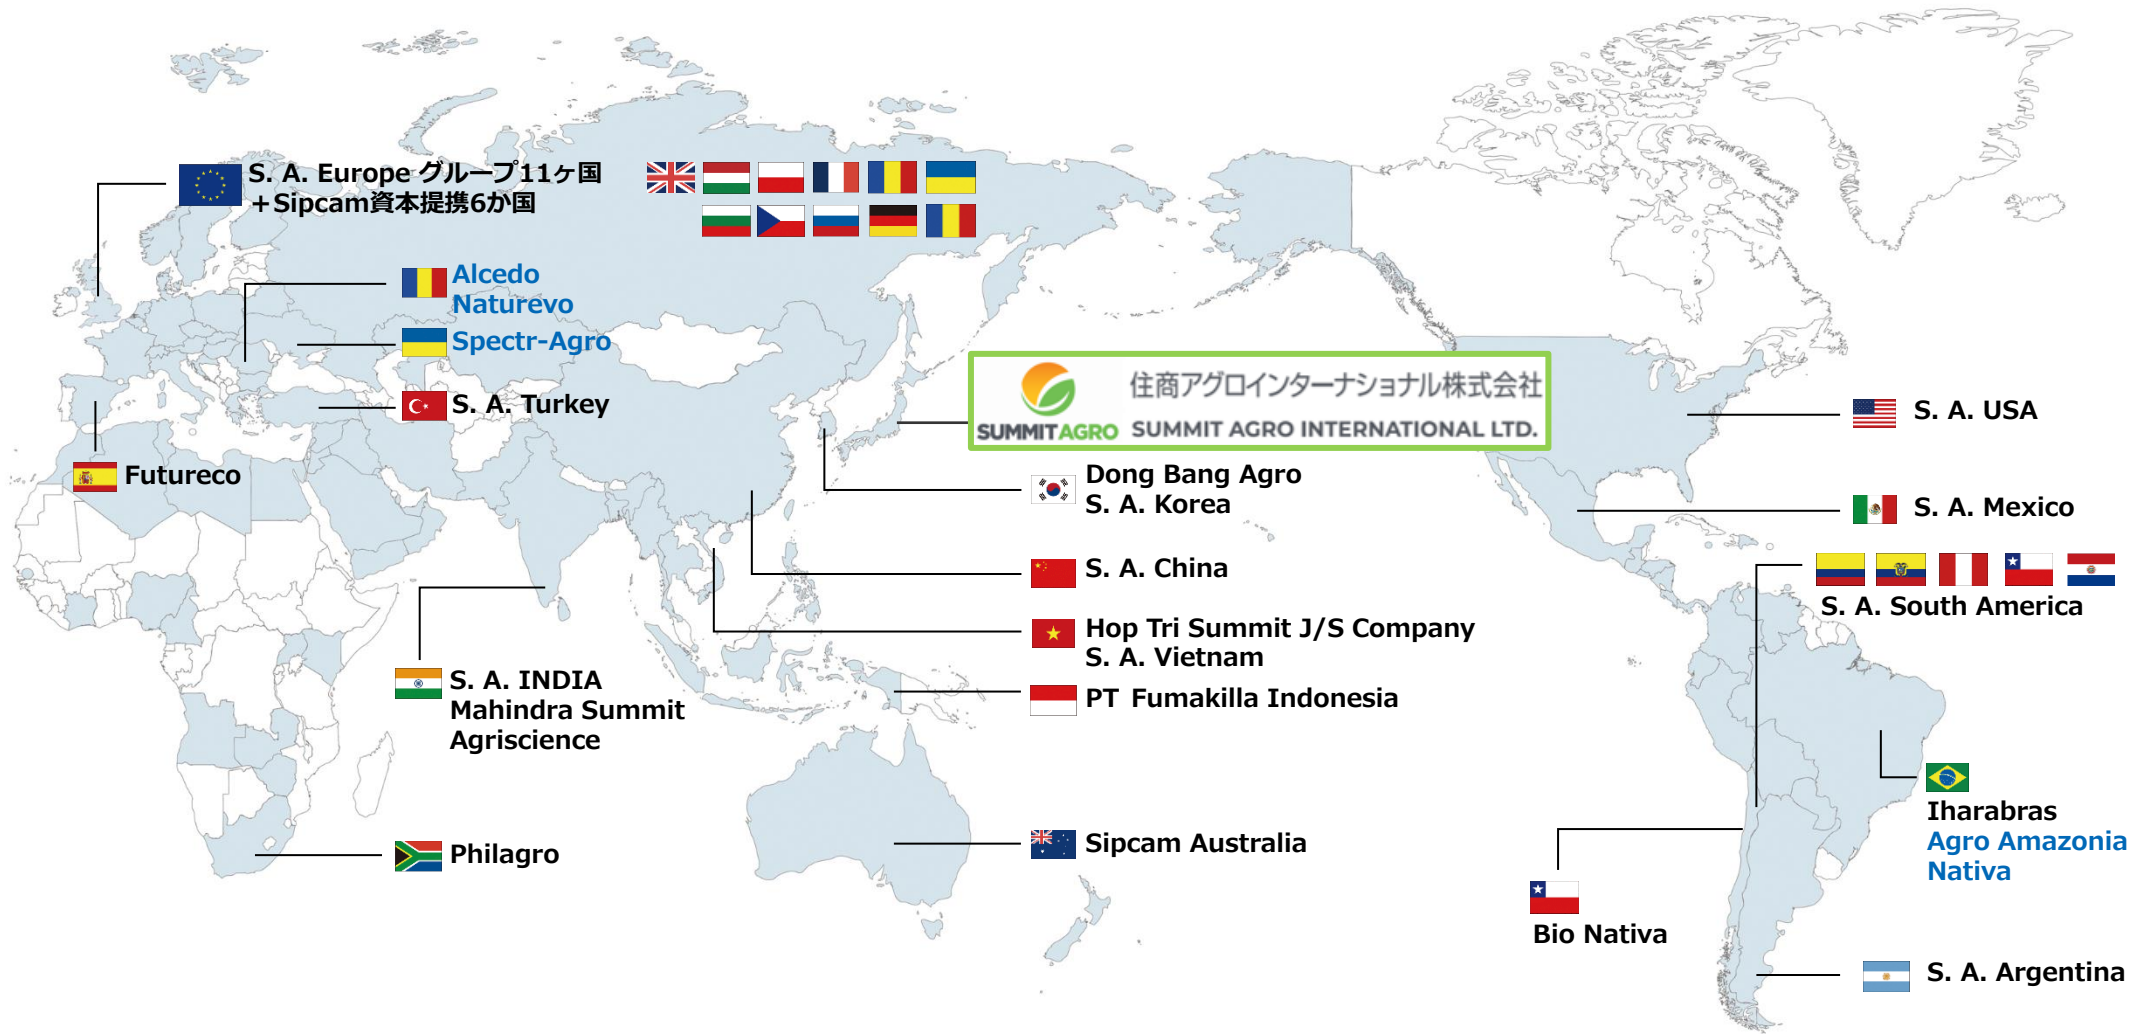 S. A. Europe グループ11ヶ国
＋Sipcam資本提携6か国
Alcedo
Naturevo
Spectr-Agro
S. A. Turkey
Futureco
住商アグロインターナショナル株式会社
SUMMIT AGRO
SUMMIT AGRO INTERNATIONAL LTD.
Dong Bang Agro
S. A. Korea
S. A. China
Hop Tri Summit J/S Company
S. A. Vietnam
PT Fumakilla Indonesia
S. A. INDIA
Mahindra Summit
Agriscience
Philagro
Sipcam Australia
S. A. USA
S. A. Mexico
S. A. South America
Iharabras
Agro Amazonia
Nativa
Bio Nativa
S. A. Argentina